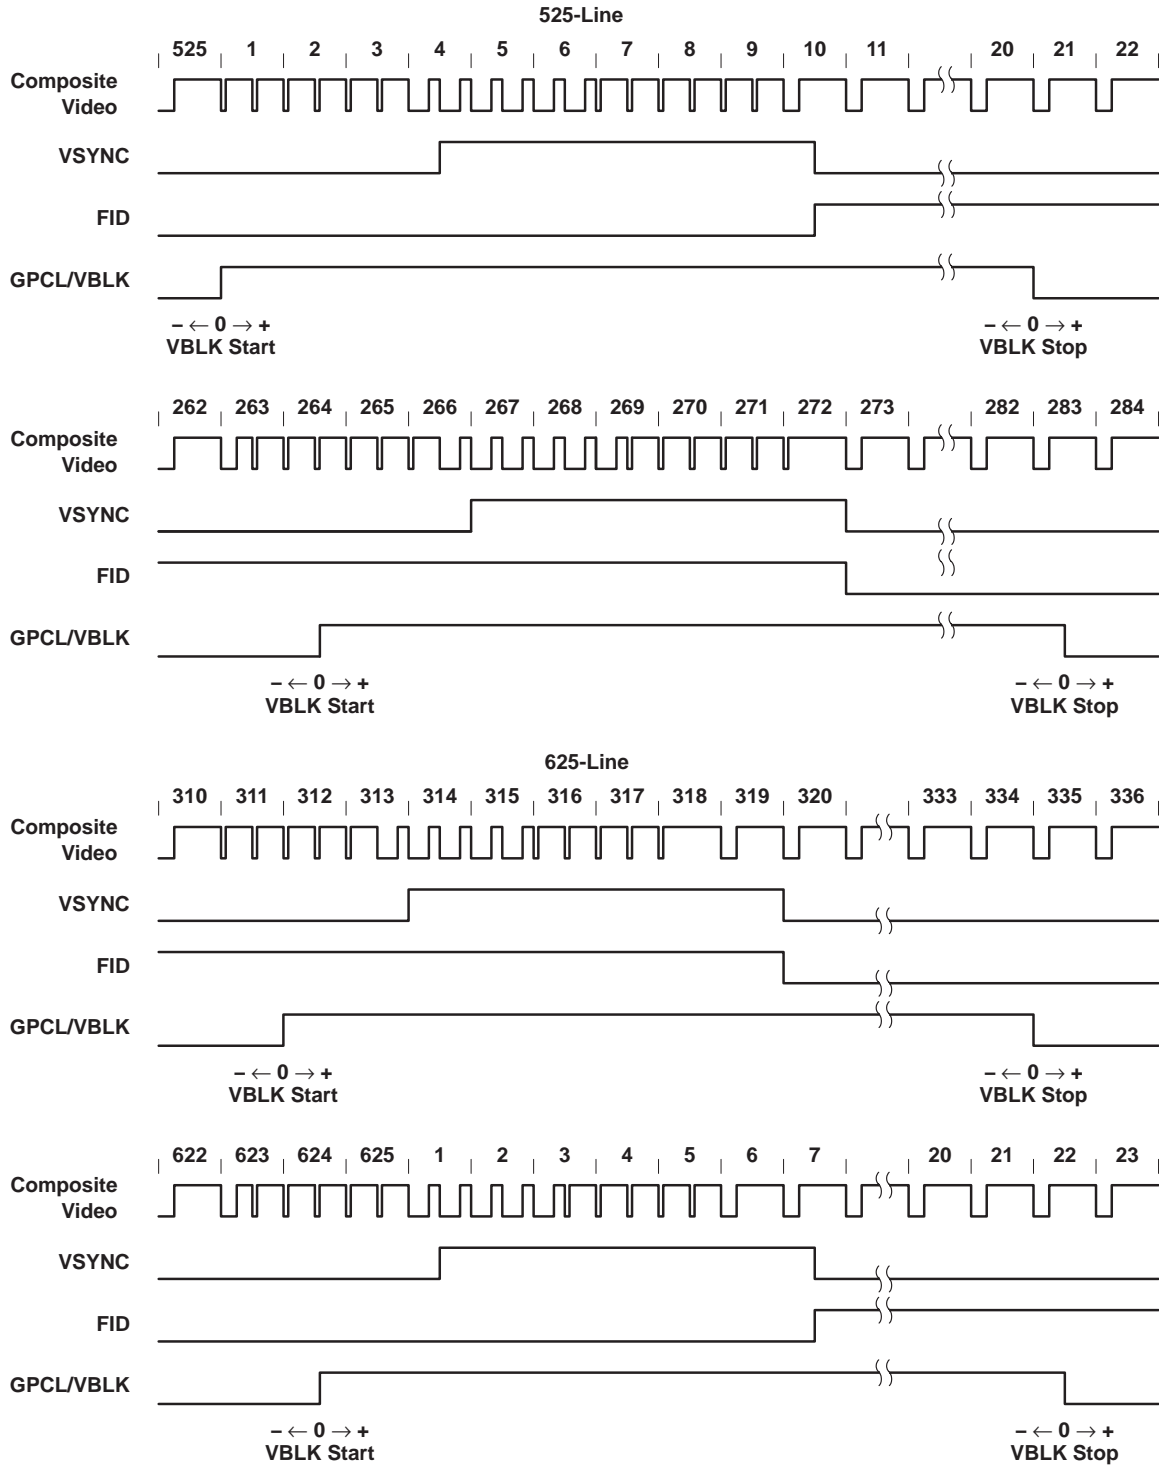 525-Line
525 1 2 3 4 5 6 7 8 9 10 11 20 21 22
Composite
Video
VSYNC
FID
GPCL/VBLK
– ← 0 → + – ← 0 → +
VBLK Start VBLK Stop
262 263 264 265 266 267 268 269 270 271 272 273 282 283 284
Composite
Video
VSYNC
FID
GPCL/VBLK
– ← 0 → + – ← 0 → +
VBLK Start VBLK Stop
625-Line
310 311 312 313 314 315 316 317 318 319 320 333 334 335 336
Composite
Video
VSYNC
FID
GPCL/VBLK
– ← 0 → + – ← 0 → +
VBLK Start VBLK Stop
622 623 624 625 1 2 3 4 5 6 7 20 21 22 23
Composite
Video
VSYNC
FID
GPCL/VBLK
– ← 0 → + – ← 0 → +
VBLK Start VBLK Stop